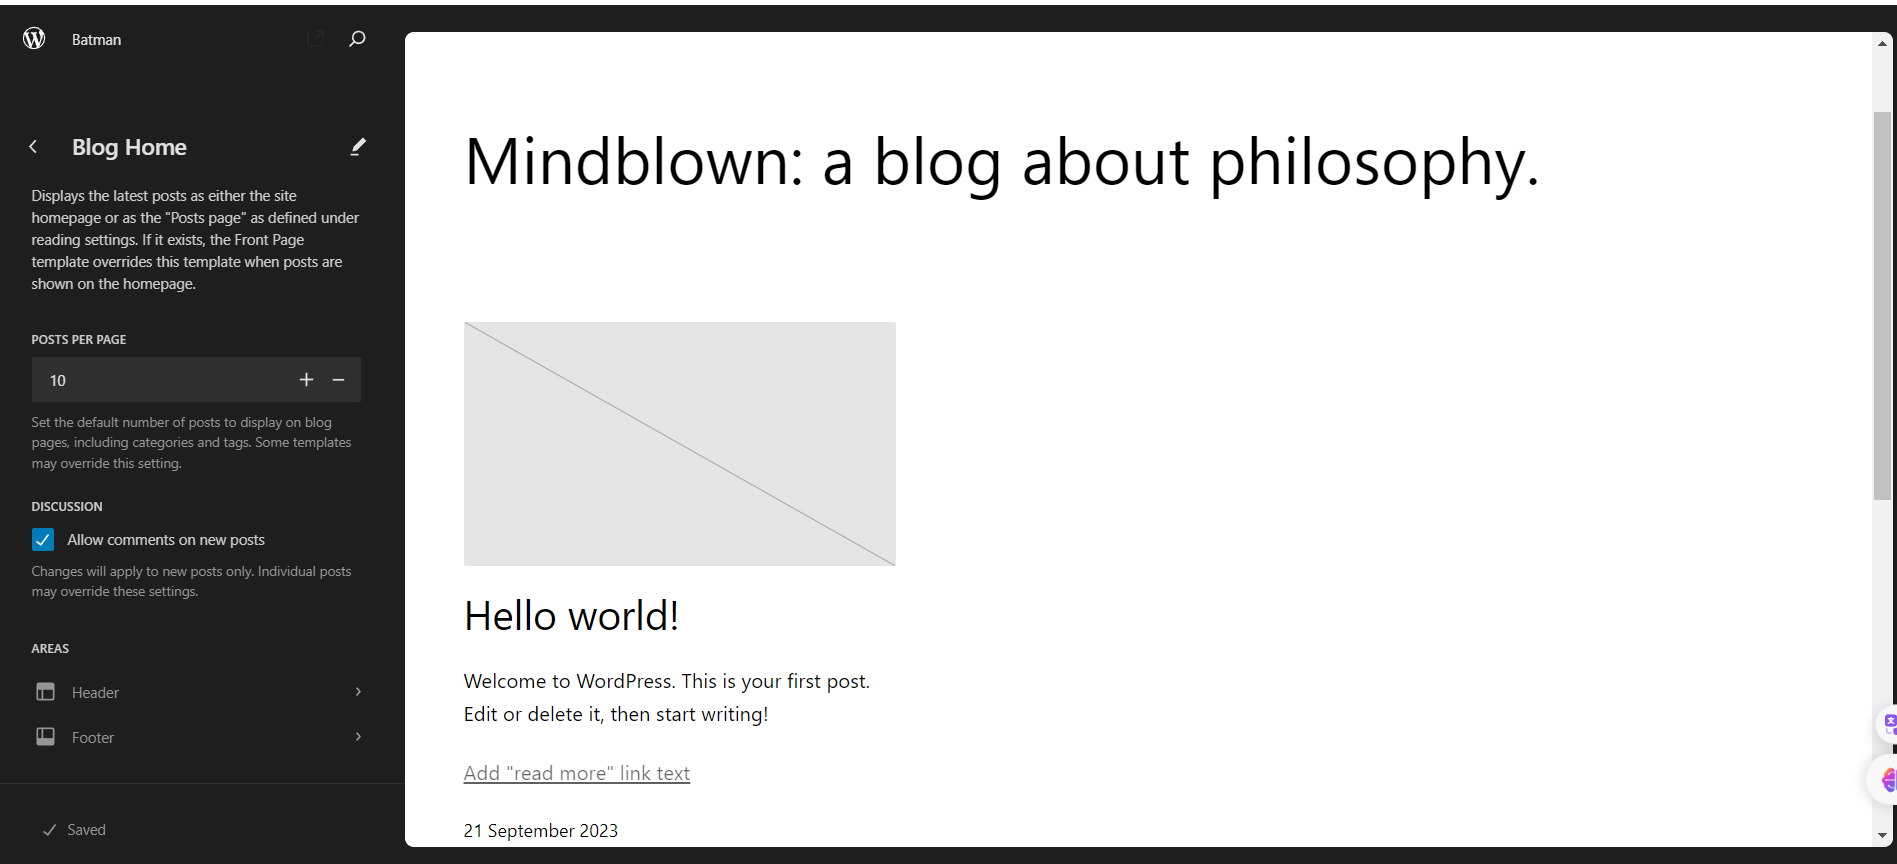 Batman
Blog Home
Displays the latest posts as either the site
homepage or as the "Posts page" as defined under
reading settings. If it exists, the Front Page
template overrides this template when posts are
shown on the homepage.
POSTS PER PAGE
10
Set the default number of posts to display on blog
pages, including categories and tags. Some templates
may override this setting.
DISCUSSION
Allow comments on new posts
Changes will apply to new posts only. Individual posts
may override these settings.
AREAS
Header
Footer
Saved
Mindblown: a blog about philosophy.
Hello world!
Welcome to WordPress. This is your first post.
Edit or delete it, then start writing!
Add "read more" link text
21 September 2023